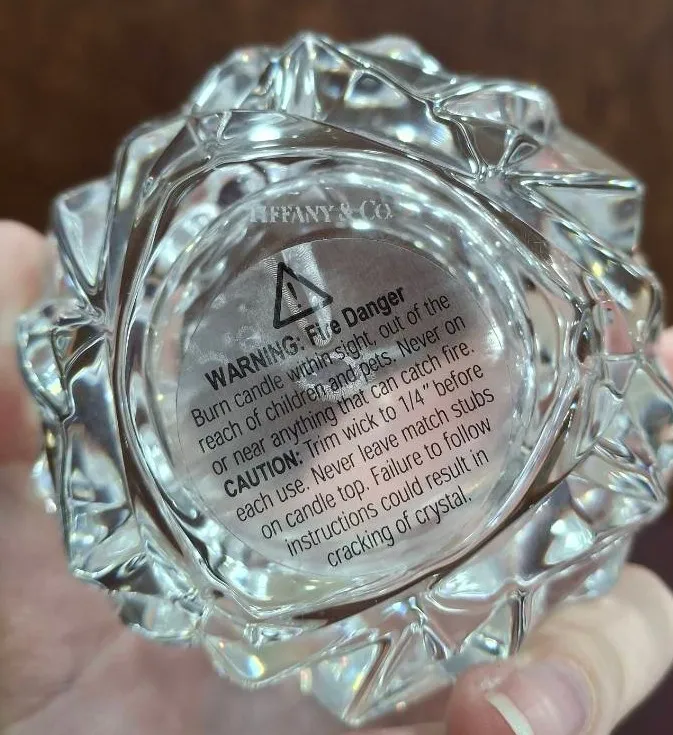 TIFFANY & CO.
!
WARNING: Fire Danger
Burn candle within sight, out of the
reach of children and pets. Never on
or near anything that can catch fire.
CAUTION: Trim wick to 1/4" before
each use. Never leave match stubs
on candle top. Failure to follow
instructions could result in
cracking of crystal.